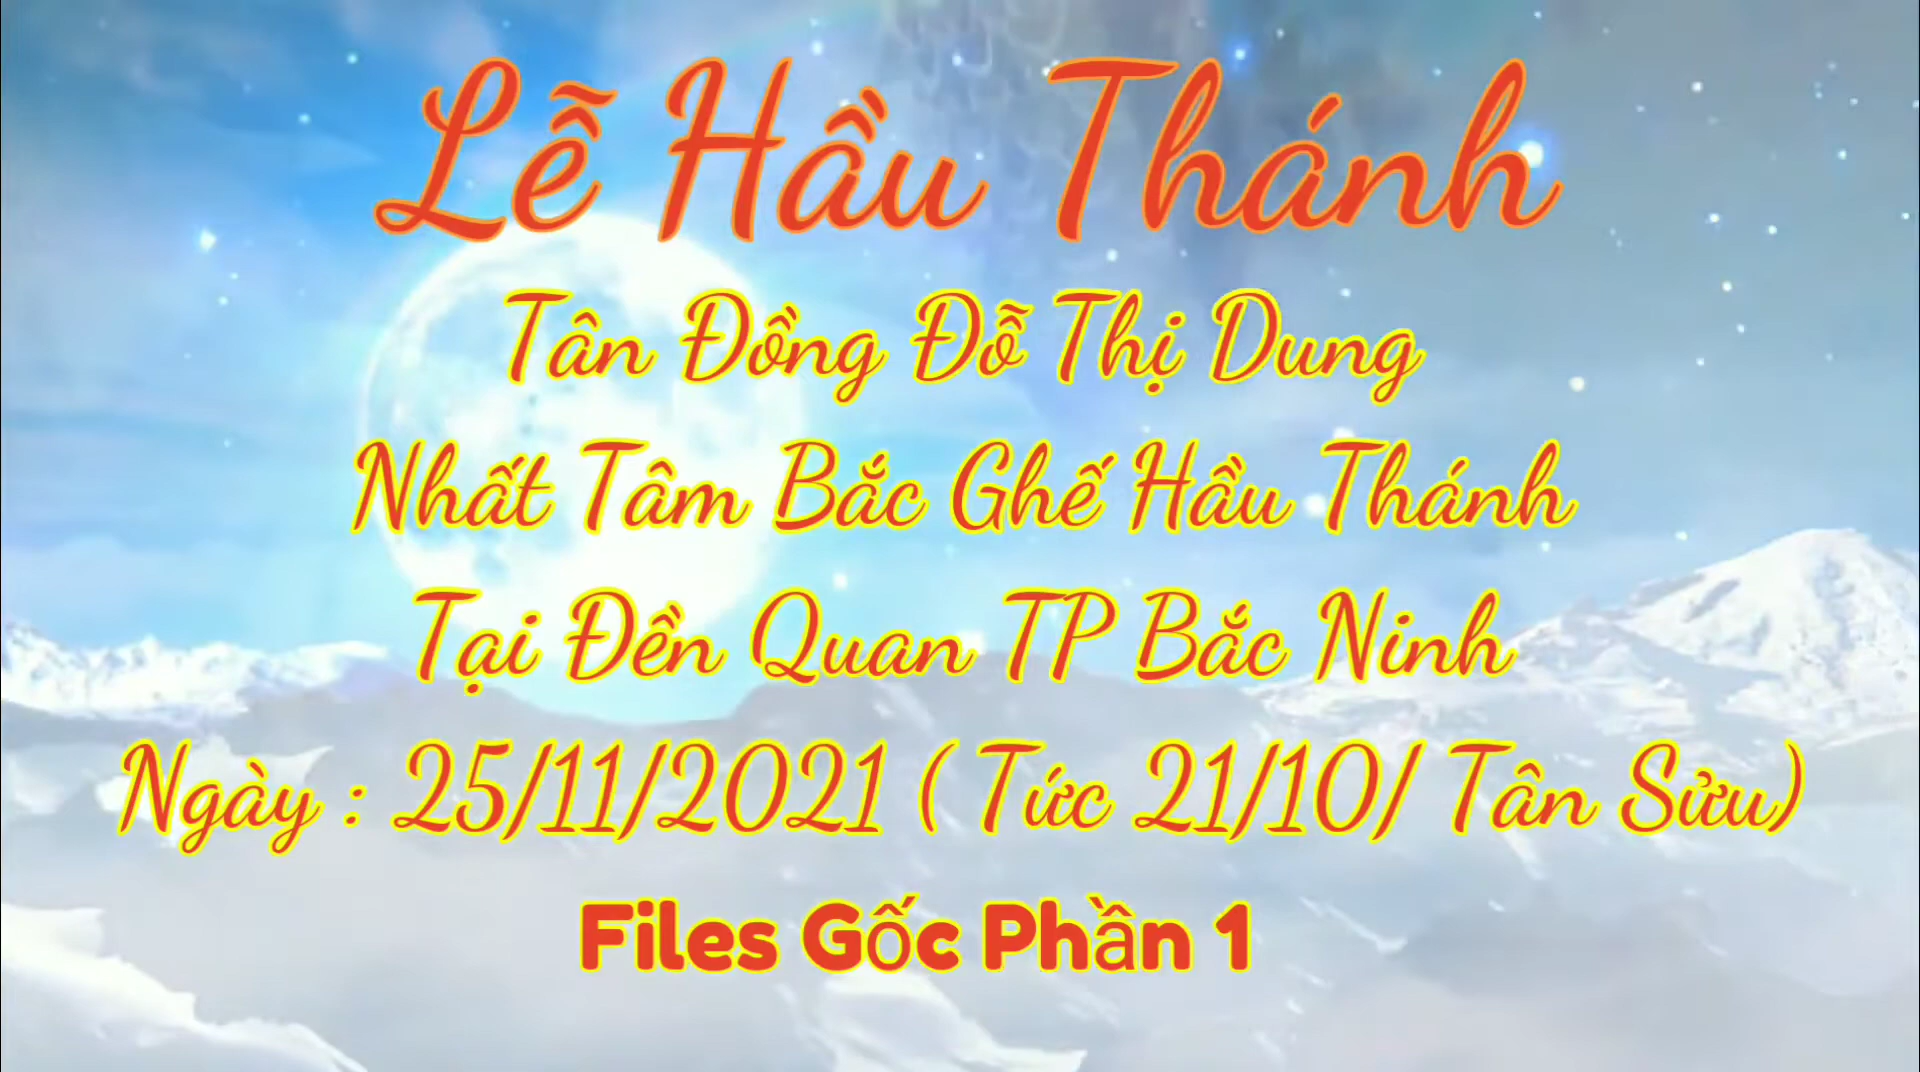 Lễ Hầu Thánh
Tân Đồng Đỗ Thị Dung
Nhất Tâm Bắc Ghế Hầu Thánh
Tại Đền Quan TP Bắc Ninh
Ngày : 25/11/2021 ( Tức 21/10/ Tân Sửu)
Files Gốc Phần 1